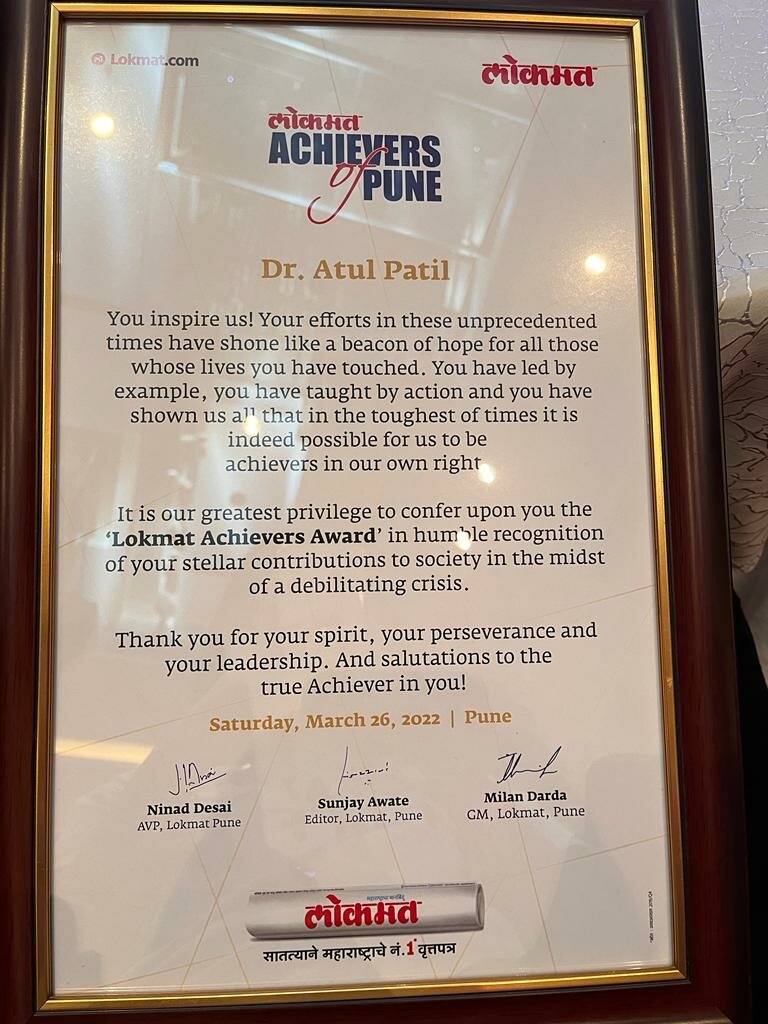 Lokmat.com
लोकमत
लोकमत
ACHIEVERS
of PUNE
Dr. Atul Patil
You inspire us! Your efforts in these unprecedented
times have shone like a beacon of hope for all those
whose lives you have touched. You have led by
example, you have taught by action and you have
shown us all that in the toughest of times it is
indeed possible for us to be
achievers in our own right
It is our greatest privilege to confer upon you the
‘Lokmat Achievers Award’ in humble recognition
of your stellar contributions to society in the midst
of a debilitating crisis.
Thank you for your spirit, your perseverance and
your leadership. And salutations to the
true Achiever in you!
Saturday, March 26, 2022 | Pune
Ninad Desai
AVP, Lokmat Pune
Sunjay Awate
Editor, Lokmat, Pune
Milan Darda
GM, Lokmat, Pune
महाराष्ट्राचा मानबिंदू
लोकमत
सातत्याने महाराष्ट्राचे नं.1* वृत्तपत्र